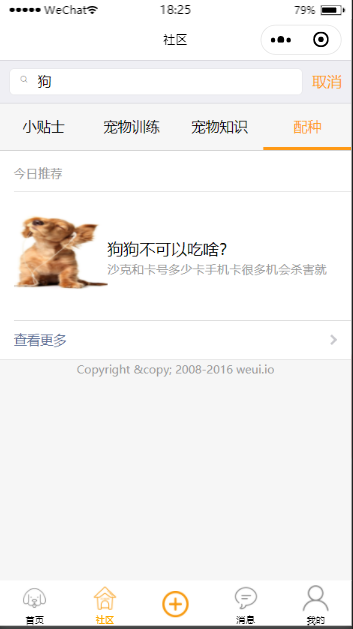 WeChat 18:25 79%
社区
狗 取消
小贴士 宠物训练 宠物知识 配种
今日推荐
狗狗不可以吃啥?
沙克和卡号多少卡手机卡很多机会杀害就
查看更多
Copyright &copy; 2008-2016 weui.io
首页 社区 消息 我的